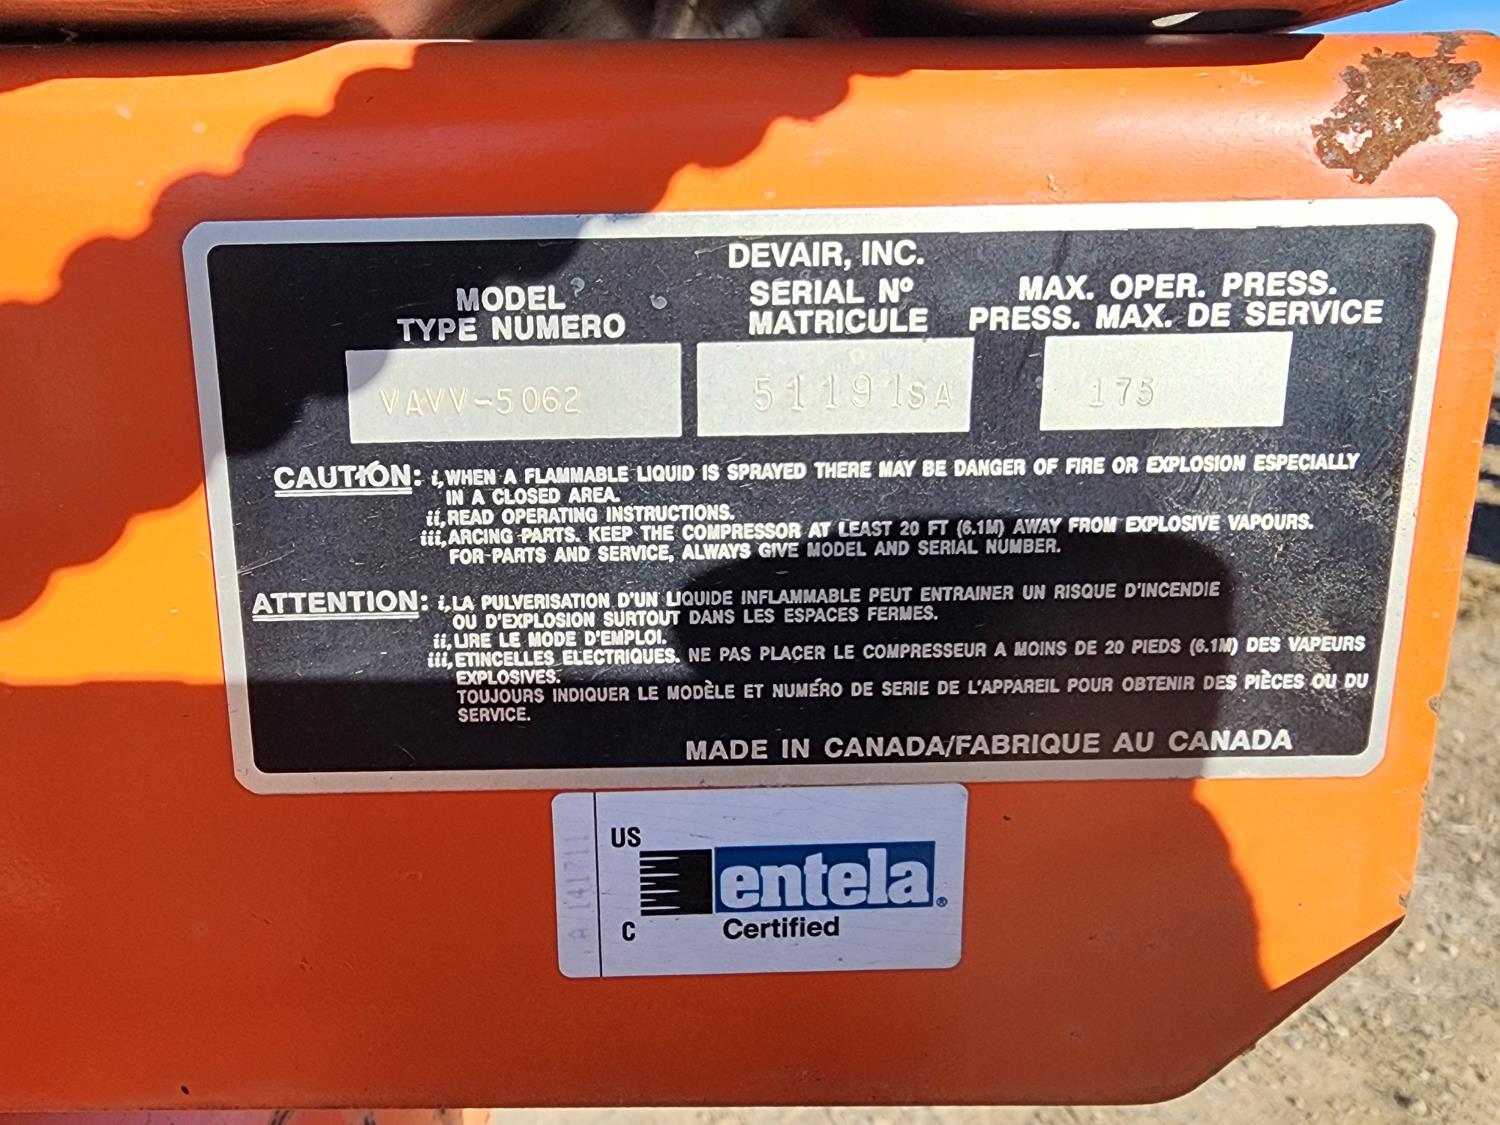 DEVAIR, INC.
MODEL
TYPE NUMERO
SERIAL Nº
MATRICULE
MAX. OPER. PRESS.
PRESS. MAX. DE SERVICE
VAVV-5062
51191SA
175
CAUTION: i, WHEN A FLAMMABLE LIQUID IS SPRAYED THERE MAY BE DANGER OF FIRE OR EXPLOSION ESPECIALLY
IN A CLOSED AREA.
ii, READ OPERATING INSTRUCTIONS.
iii, ARCING PARTS. KEEP THE COMPRESSOR AT LEAST 20 FT (6.1M) AWAY FROM EXPLOSIVE VAPOURS.
FOR PARTS AND SERVICE, ALWAYS GIVE MODEL AND SERIAL NUMBER.
ATTENTION: i, LA PULVERISATION D'UN LIQUIDE INFLAMMABLE PEUT ENTRAINER UN RISQUE D'INCENDIE
OU D'EXPLOSION SURTOUT DANS LES ESPACES FERMES.
ii, LIRE LE MODE D'EMPLOI.
iii, ETINCELLES ELECTRIQUES. NE PAS PLAÇER LE COMPRESSEUR A MOINS DE 20 PIEDS (6.1M) DES VAPEURS
EXPLOSIVES.
TOUJOURS INDIQUER LE MODÈLE ET NUMÉRO DE SERIE DE L'APPAREIL POUR OBTENIR DES PIÈCES OU DU
SERVICE.
MADE IN CANADA/FABRIQUE AU CANADA
A 141711
US
entela®
C
Certified